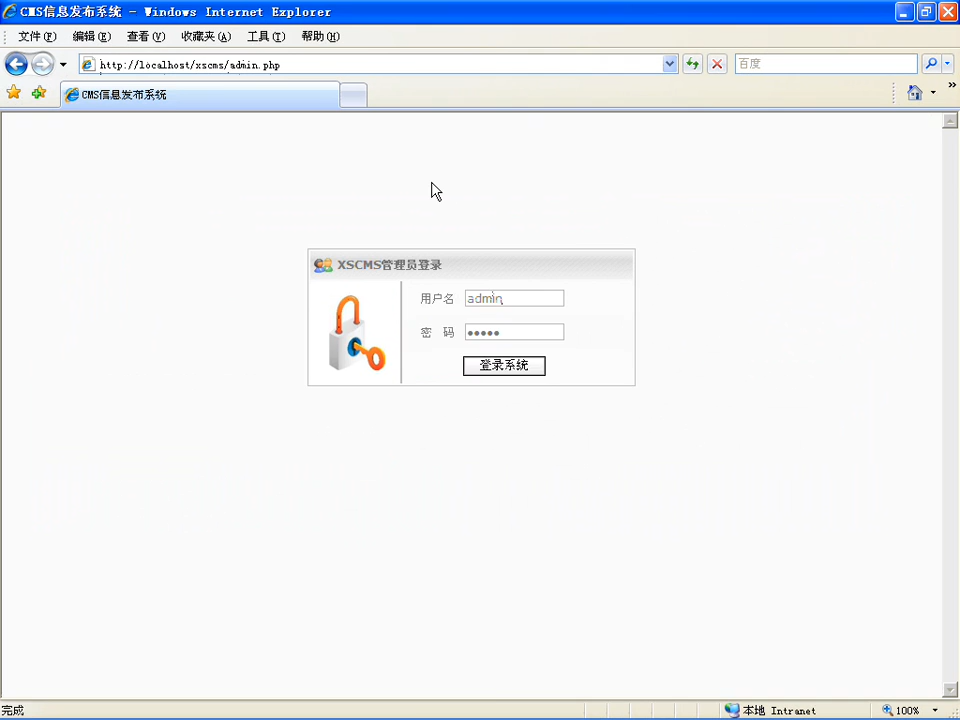 CMS信息发布系统 - Windows Internet Explorer
文件(F) 编辑(E) 查看(V) 收藏夹(A) 工具(T) 帮助(H)
http://localhost/xscms/admin.php 百度
CMS信息发布系统
XSCMS管理员登录
用户名 admin
密 码 •••••
登录系统
完成 本地 Intranet 100%